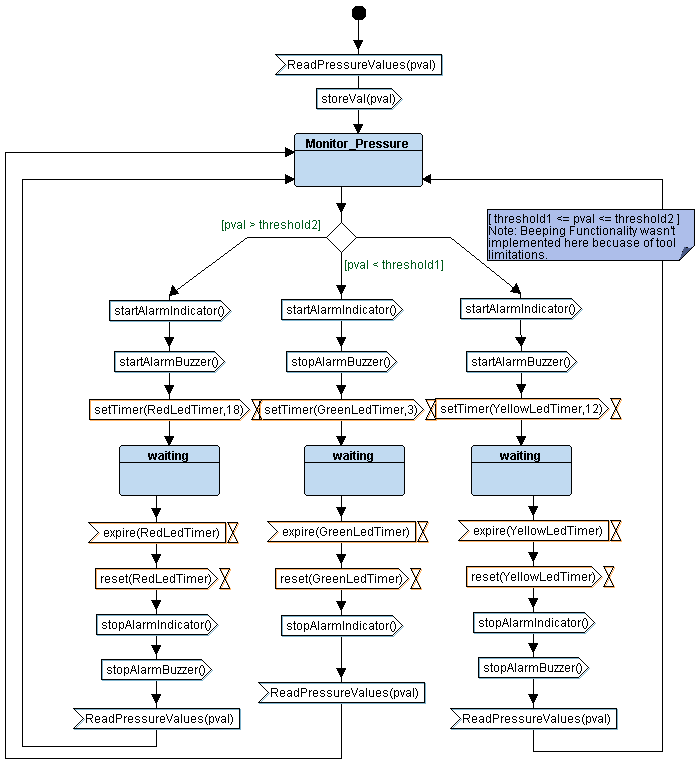 ReadPressureValues(pval)
storeVal(pval)
Monitor_Pressure
[ threshold1 <= pval <= threshold2 ]
Note: Beeping Functionality wasn't
implemented here becuase of tool
limitations.
[pval > threshold2]
[pval < threshold1]
startAlarmIndicator()
startAlarmBuzzer()
setTimer(RedLedTimer,18)
waiting
expire(RedLedTimer)
reset(RedLedTimer)
stopAlarmIndicator()
stopAlarmBuzzer()
ReadPressureValues(pval)
startAlarmIndicator()
stopAlarmBuzzer()
setTimer(GreenLedTimer,3)
waiting
expire(GreenLedTimer)
reset(GreenLedTimer)
stopAlarmIndicator()
ReadPressureValues(pval)
startAlarmIndicator()
startAlarmBuzzer()
setTimer(YellowLedTimer,12)
waiting
expire(YellowLedTimer)
reset(YellowLedTimer)
stopAlarmIndicator()
stopAlarmBuzzer()
ReadPressureValues(pval)